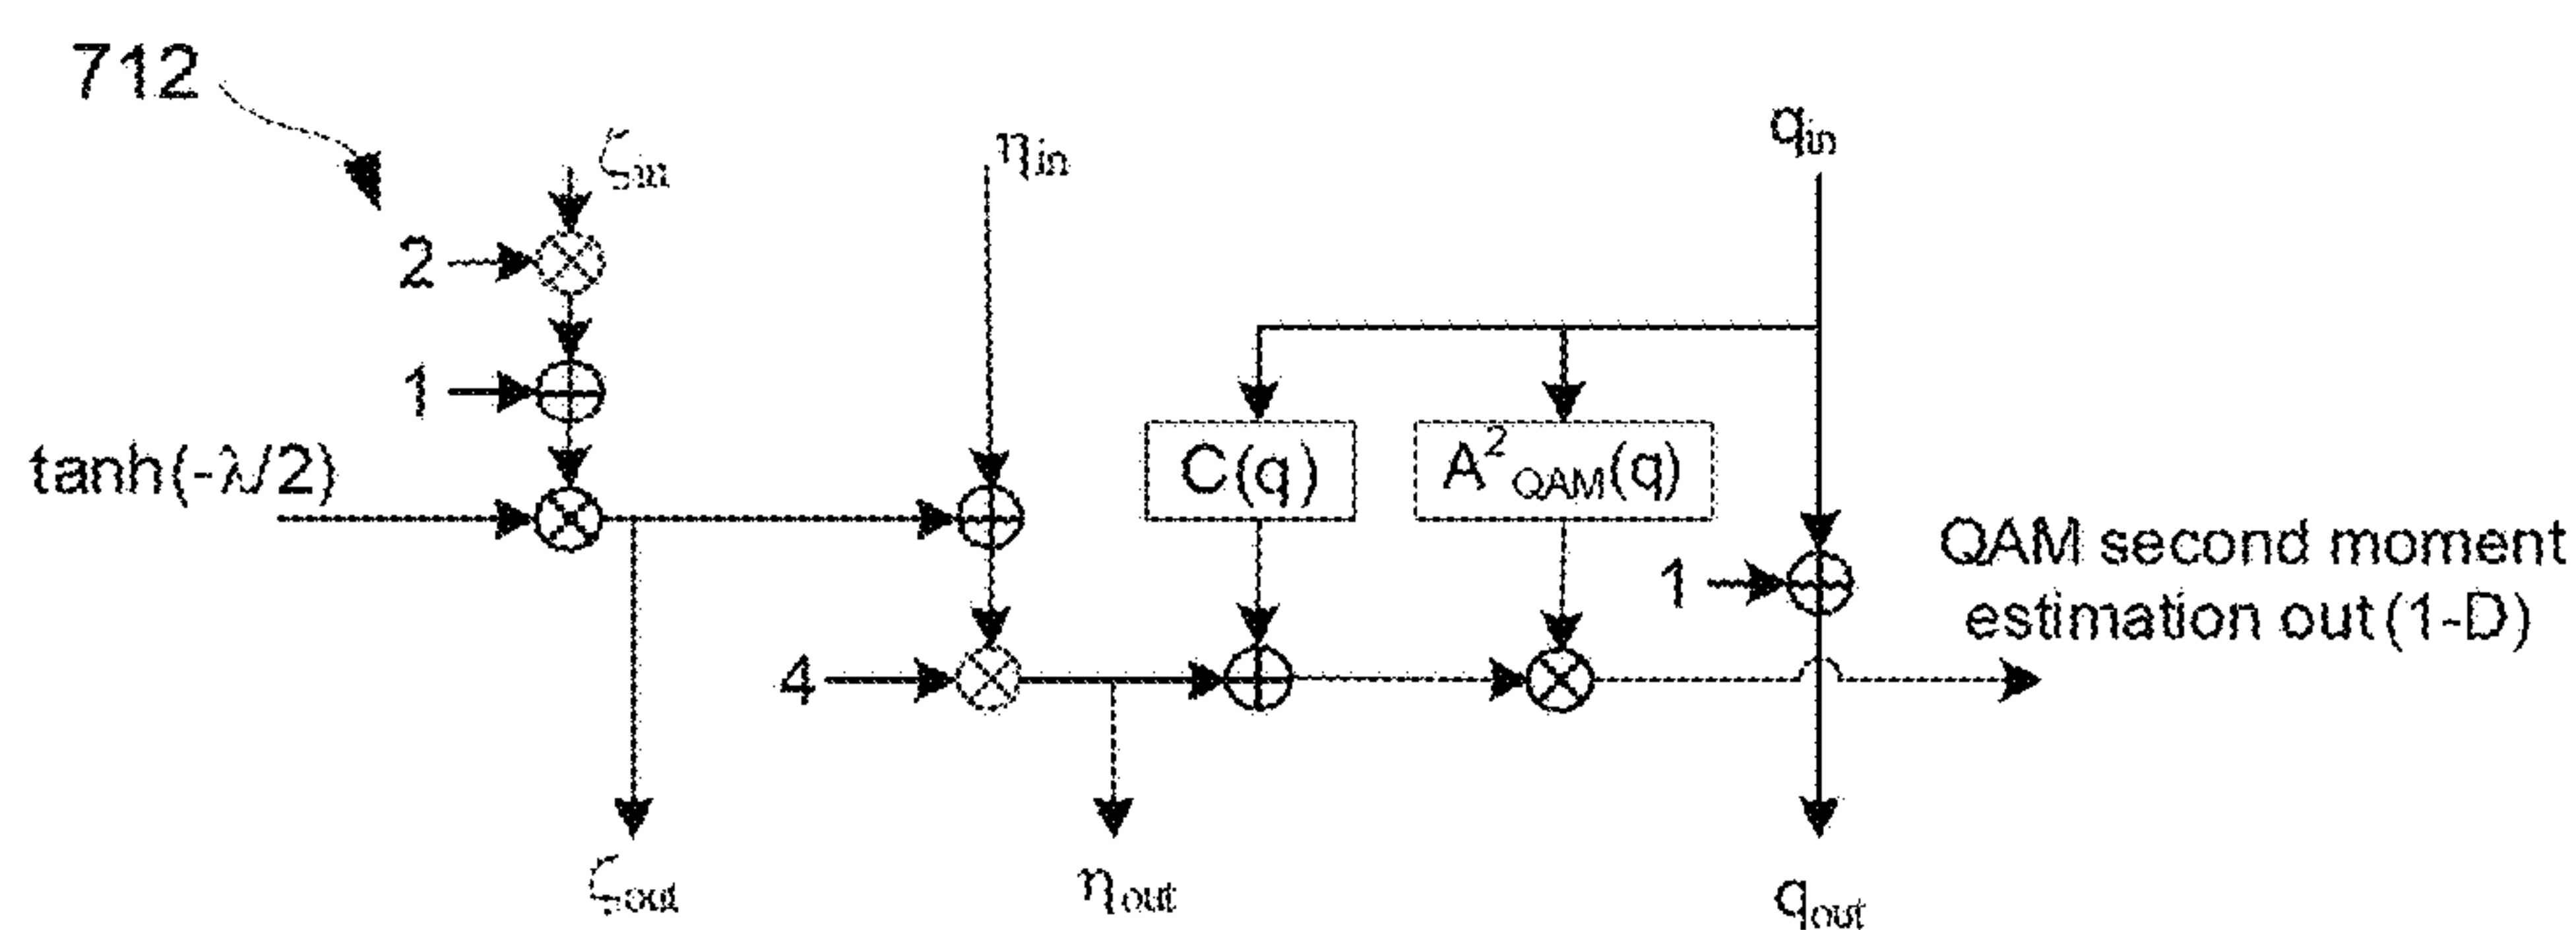 712
ζin
ηin
qin
2
1
tanh(-λ/2)
C(q)
A²QAM(q)
1
QAM second moment
estimation out (1-D)
4
ζout
ηout
qout